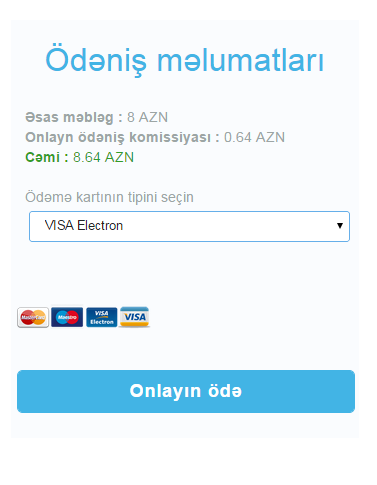 Ödəniş məlumatları
Əsas məbləğ : 8 AZN
Onlayn ödəniş komissiyası : 0.64 AZN
Cəmi : 8.64 AZN
Ödəmə kartının tipini seçin
VISA Electron
MasterCard Maestro VISA Electron VISA
Onlayın ödə